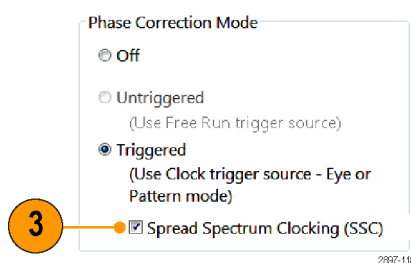 Phase Correction Mode
Off
Untriggered
(Use Free Run trigger source)
Triggered
(Use Clock trigger source - Eye or
Pattern mode)
3
Spread Spectrum Clocking (SSC)